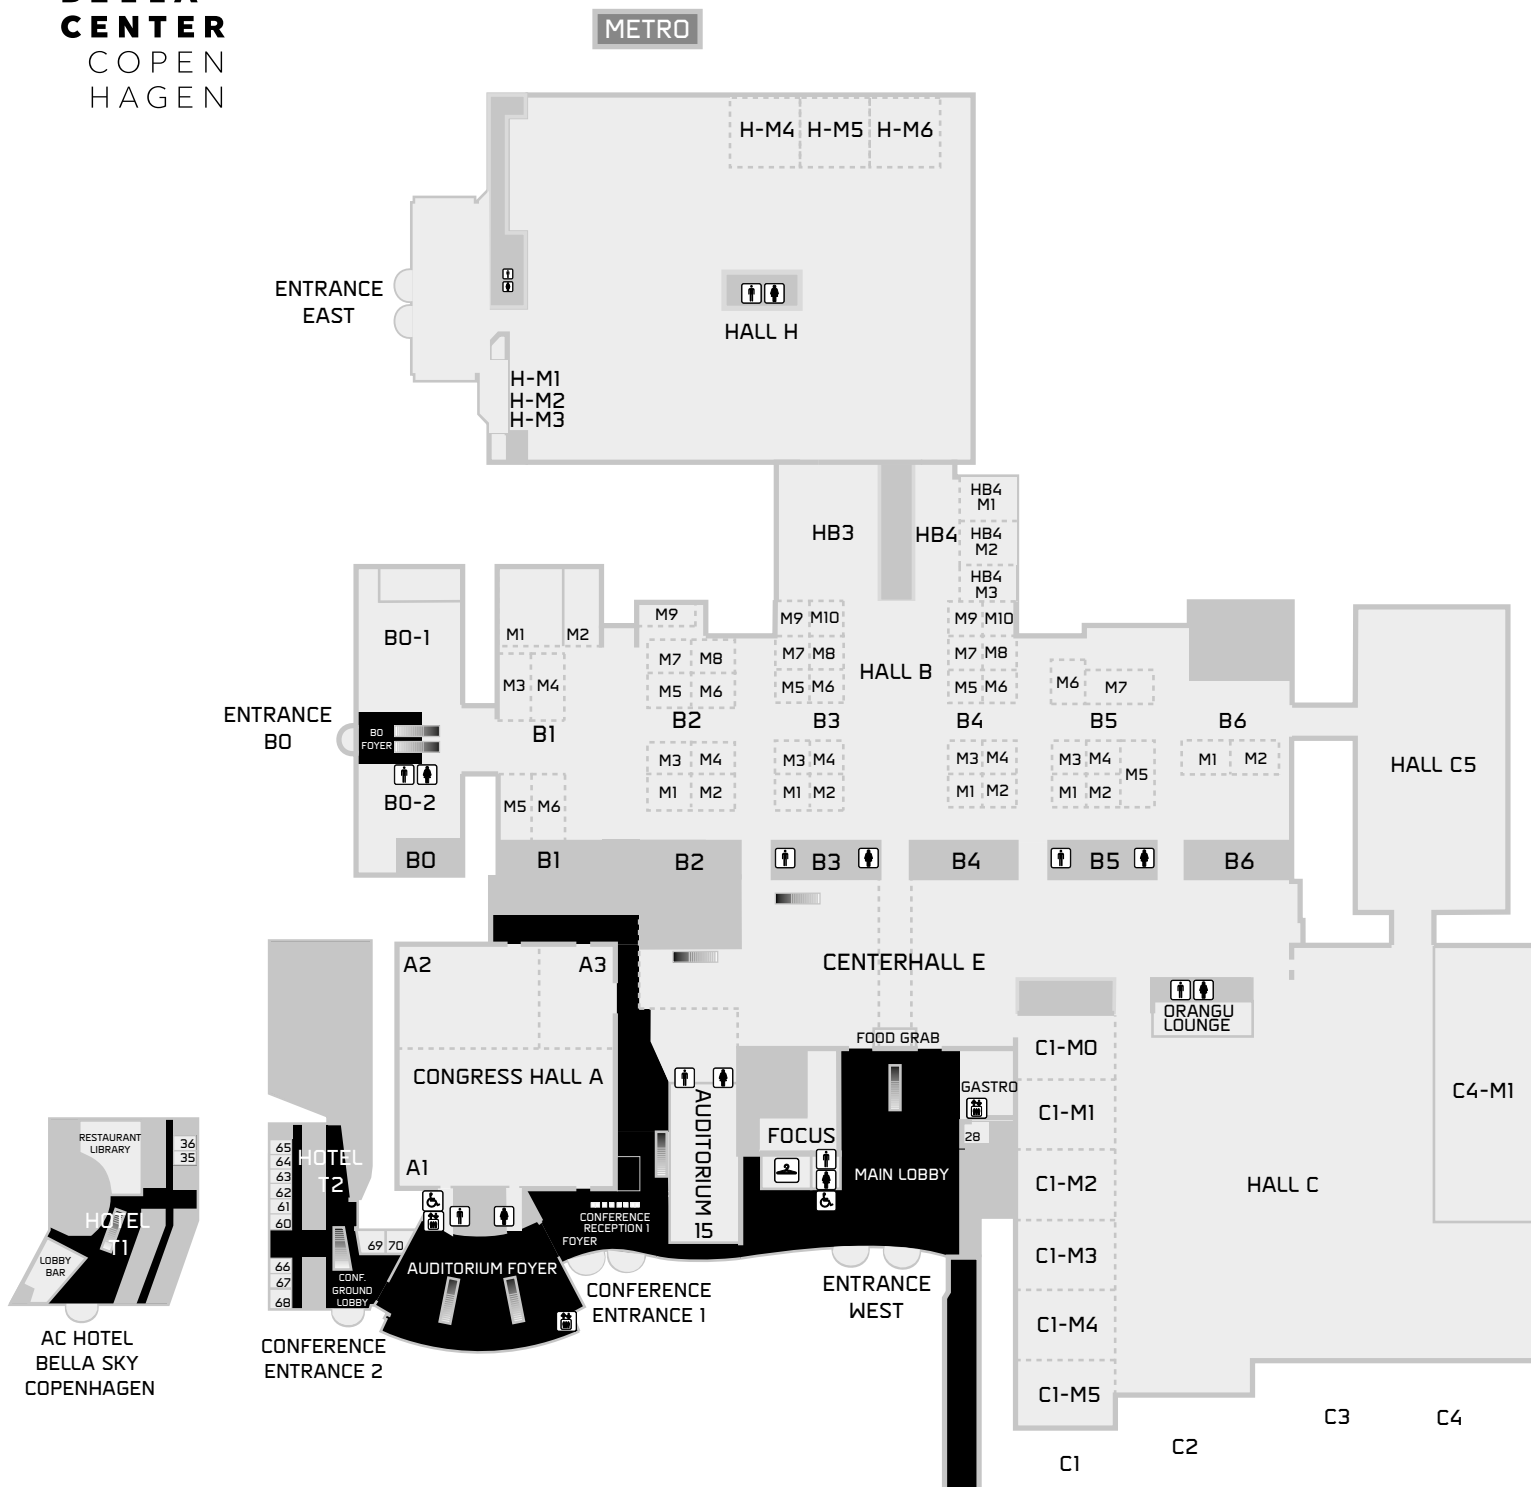 CENTER
COPEN
HAGEN
METRO
H-M4 H-M5 H-M6
ENTRANCE
EAST
HALL H
H-M1
H-M2
H-M3
HB3
HB4
HB4
M1
HB4
M2
HB4
M3
B0-1
M1
M2
M3 M4
M9
M7 M8
M5 M6
M9 M10
M7 M8
M5 M6
HALL B
M9 M10
M7 M8
M5 M6
M6
M7
ENTRANCE
B0
B0
FOYER
B0-2
B1
B2
B3
B4
B5
B6
M5 M6
M3 M4
M1 M2
M3 M4
M1 M2
M3 M4
M1 M2
M3 M4
M5
M1 M2
M1 M2
HALL C5
B0
B1
B2
B3
B4
B5
B6
A2
A3
CENTERHALL E
ORANGU
LOUNGE
FOOD GRAB
CONGRESS HALL A
A1
AUDITORIUM
15
FOCUS
MAIN LOBBY
GASTRO
28
C1-M0
C1-M1
C1-M2
C1-M3
C1-M4
C1-M5
HALL C
C4-M1
RESTAURANT
LIBRARY
36
35
HOTEL
T1
LOBBY
BAR
AC HOTEL
BELLA SKY
COPENHAGEN
65
64
63
62
61
60
66
67
68
HOTEL
T2
69 70
CONF.
GROUND
LOBBY
CONFERENCE
ENTRANCE 2
AUDITORIUM FOYER
CONFERENCE
RECEPTION 1
FOYER
CONFERENCE
ENTRANCE 1
ENTRANCE
WEST
C1
C2
C3
C4